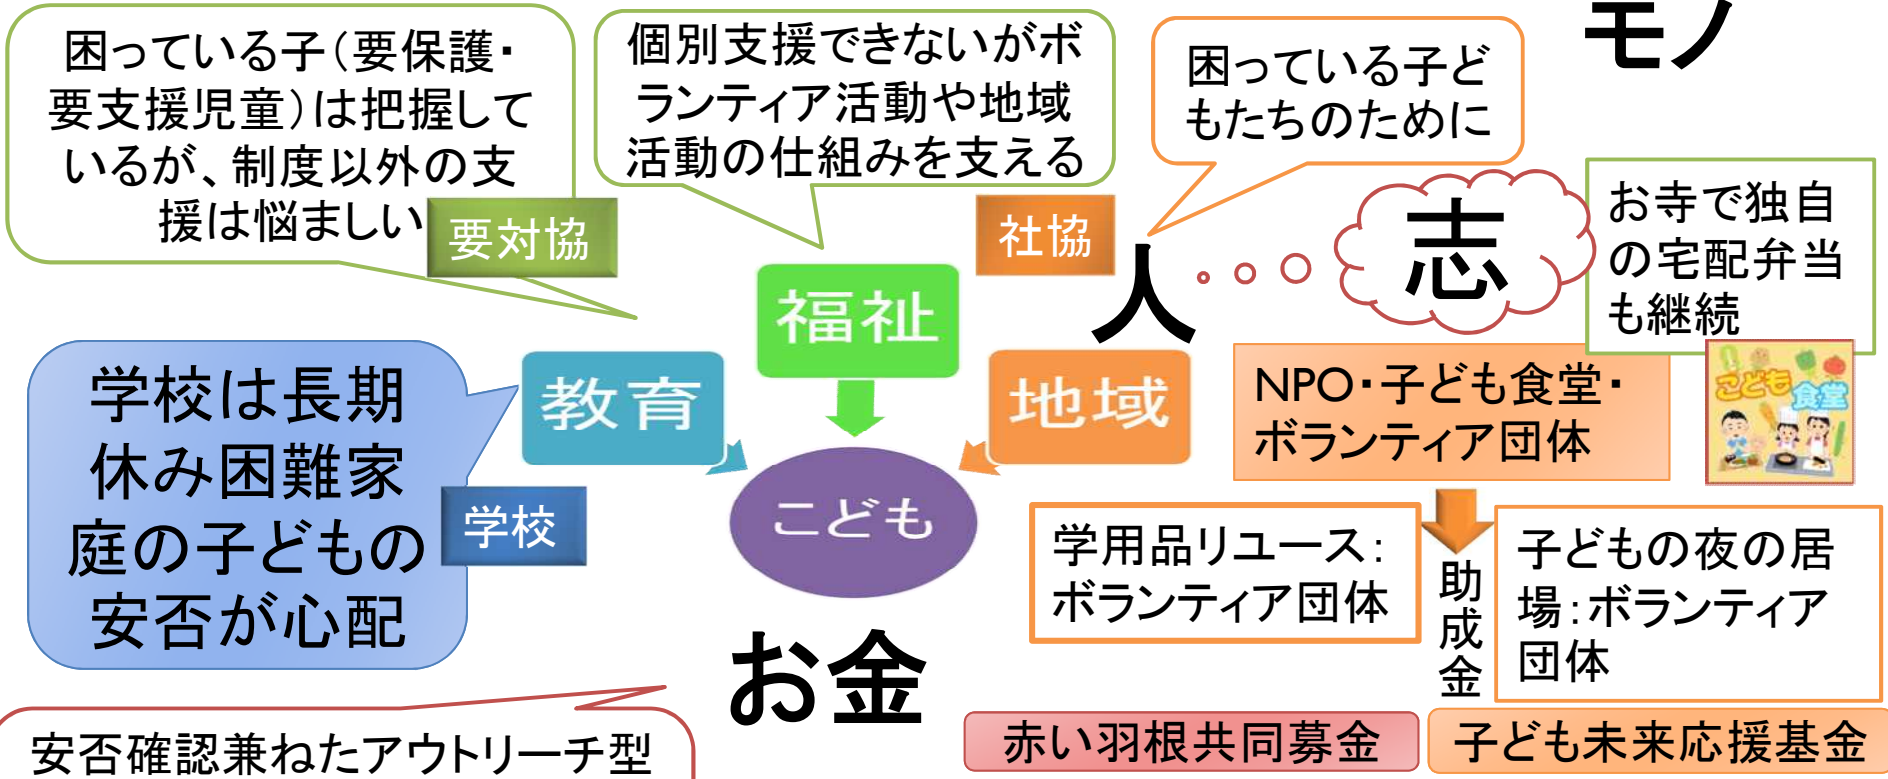 モノ
困っている子（要保護・
要支援児童）は把握して
いるが、制度以外の支
援は悩ましい
要対協
個別支援できないがボ
ランティア活動や地域
活動の仕組みを支える
社協
困っている子ど
もたちのために
人
志
お寺で独自
の宅配弁当
も継続
福祉
教育
地域
こども
学校は長期
休み困難家
庭の子どもの
安否が心配
学校
NPO・子ども食堂・
ボランティア団体
こども
食堂
学用品リユース：
ボランティア団体
助成金
子どもの夜の居
場：ボランティア
団体
お金
赤い羽根共同募金
子ども未来応援基金
安否確認兼ねたアウトリーチ型